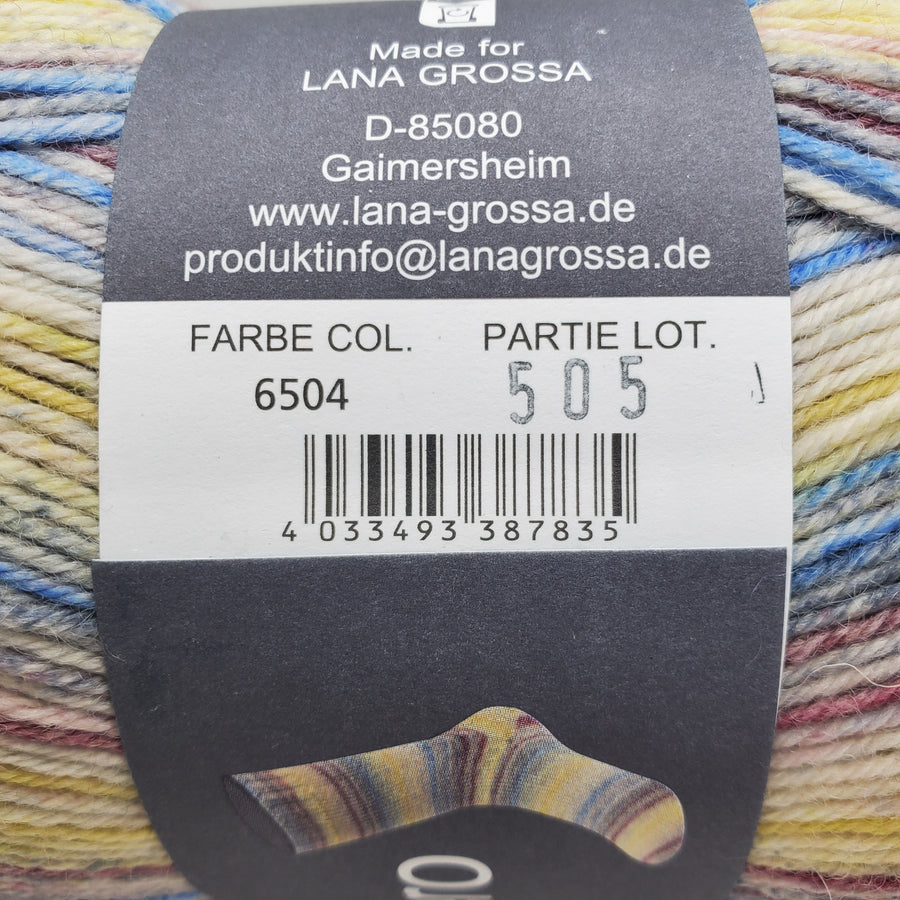 Made for
LANA GROSSA
D-85080
Gaimersheim
www.lana-grossa.de
produktinfo@lanagrossa.de
FARBE COL. PARTIE LOT.
6504 505
4 033493 387835